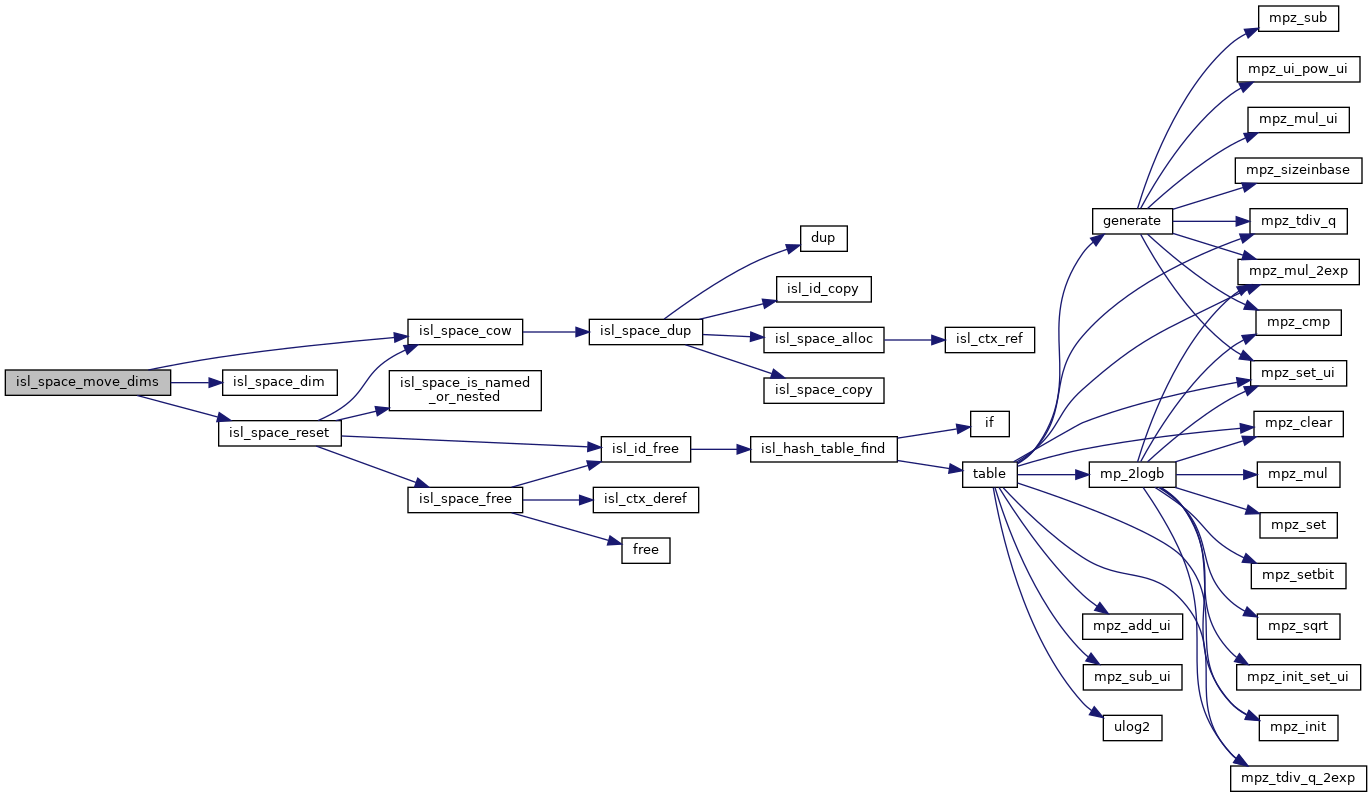 isl_space_move_dims
isl_space_cow
isl_space_dim
isl_space_reset
isl_space_is_named
_or_nested
isl_space_free
isl_space_dup
isl_id_free
isl_ctx_deref
free
dup
isl_id_copy
isl_space_alloc
isl_space_copy
isl_hash_table_find
isl_ctx_ref
if
table
generate
mp_2logb
mpz_add_ui
mpz_sub_ui
ulog2
mpz_sub
mpz_ui_pow_ui
mpz_mul_ui
mpz_sizeinbase
mpz_tdiv_q
mpz_mul_2exp
mpz_cmp
mpz_set_ui
mpz_clear
mpz_mul
mpz_set
mpz_setbit
mpz_sqrt
mpz_init_set_ui
mpz_init
mpz_tdiv_q_2exp